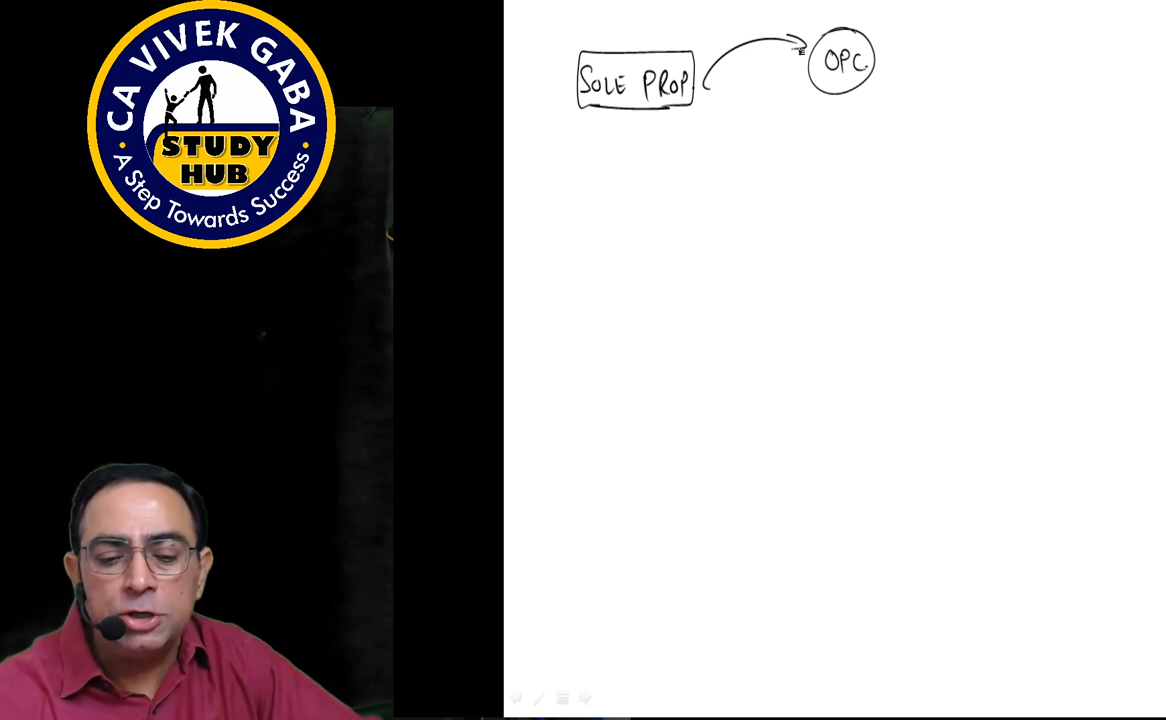 CA VIVEK GABA
STUDY
HUB
A Step Towards Success
SOLE PROP.
OPC.